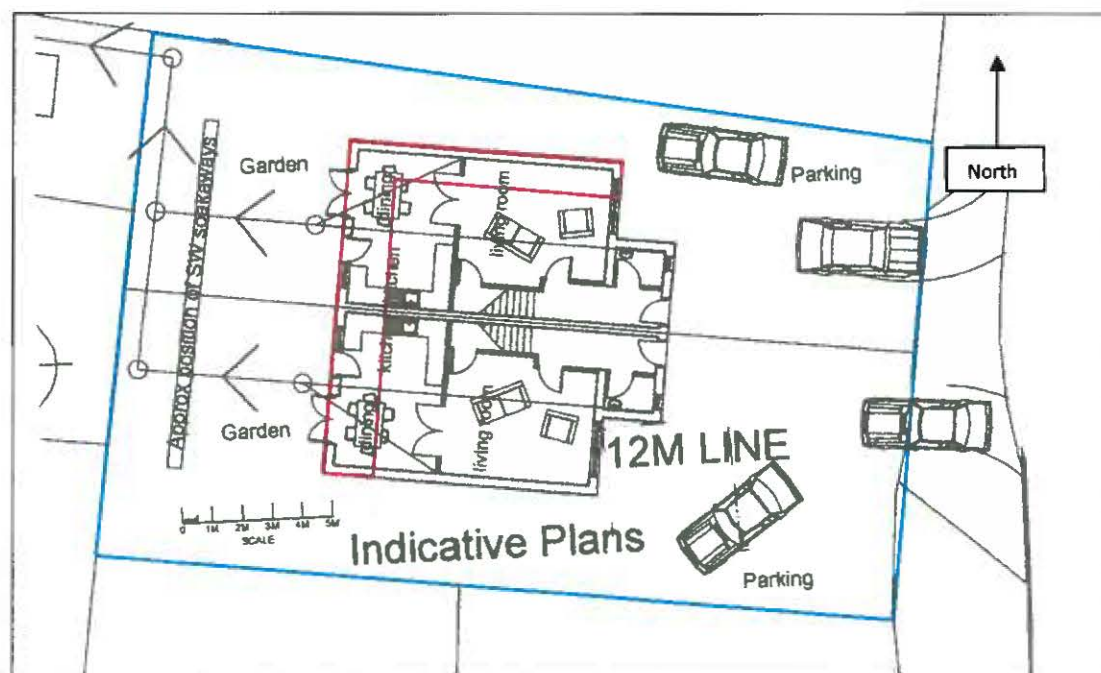 North
Garden
Parking
Approx position of SW soakaways
dining
living room
kitchen
kitchen
dining
living room
Garden
12M LINE
0 1M 2M 3M 4M 5M
SCALE
Indicative Plans
Parking